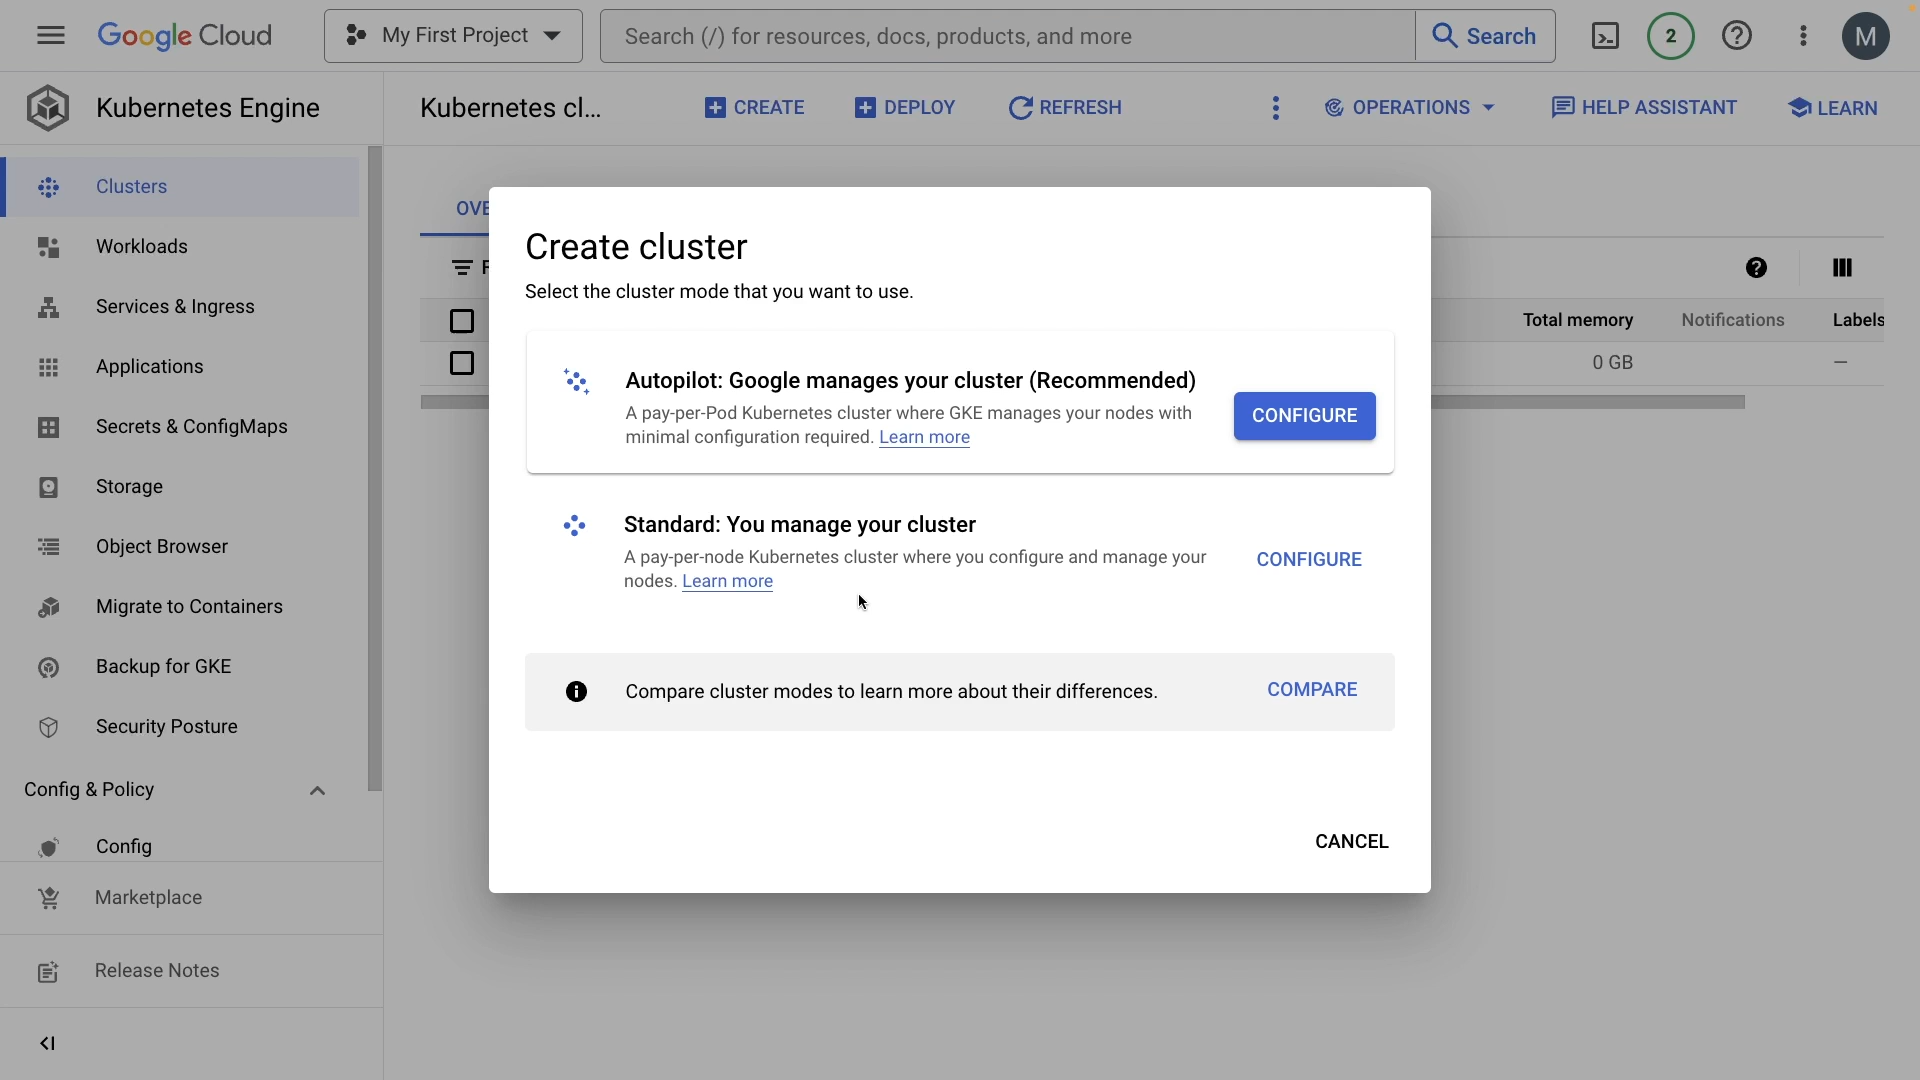 Google Cloud
My First Project
Search (/) for resources, docs, products, and more
Search
2
M
Kubernetes Engine
Kubernetes cl...
CREATE
DEPLOY
REFRESH
OPERATIONS
HELP ASSISTANT
LEARN
Clusters
Workloads
Services & Ingress
Applications
Secrets & ConfigMaps
Storage
Object Browser
Migrate to Containers
Backup for GKE
Security Posture
Config & Policy
Config
Marketplace
Release Notes
OVE
Total memory
Notifications
Labels
0 GB
—
Create cluster
Select the cluster mode that you want to use.
Autopilot: Google manages your cluster (Recommended)
A pay-per-Pod Kubernetes cluster where GKE manages your nodes with
minimal configuration required. Learn more
CONFIGURE
Standard: You manage your cluster
A pay-per-node Kubernetes cluster where you configure and manage your
nodes. Learn more
CONFIGURE
Compare cluster modes to learn more about their differences.
COMPARE
CANCEL